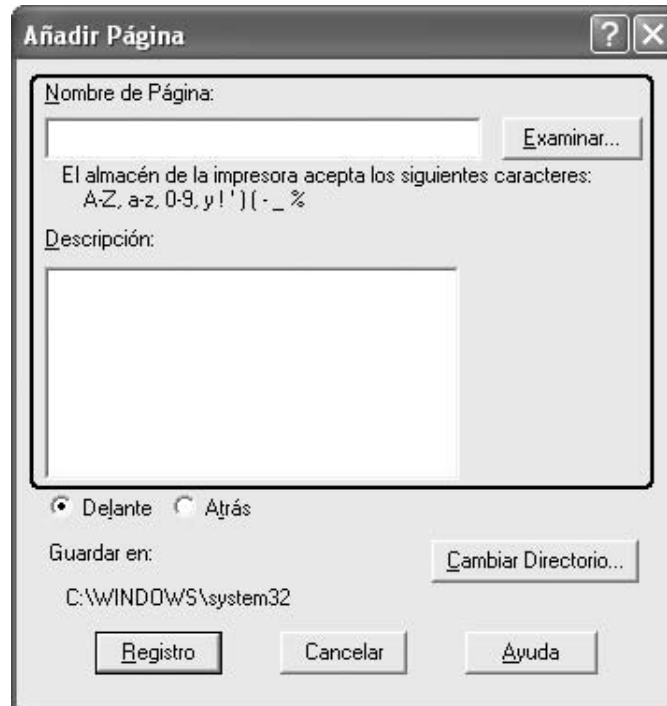 Añadir Página
Nombre de Página:
Examinar...
El almacén de la impresora acepta los siguientes caracteres:
A-Z, a-z, 0-9, y ! ' ) ( - _ %
Descripción:
Delante Atrás
Guardar en:
Cambiar Directorio...
C:\WINDOWS\system32
Registro Cancelar Ayuda